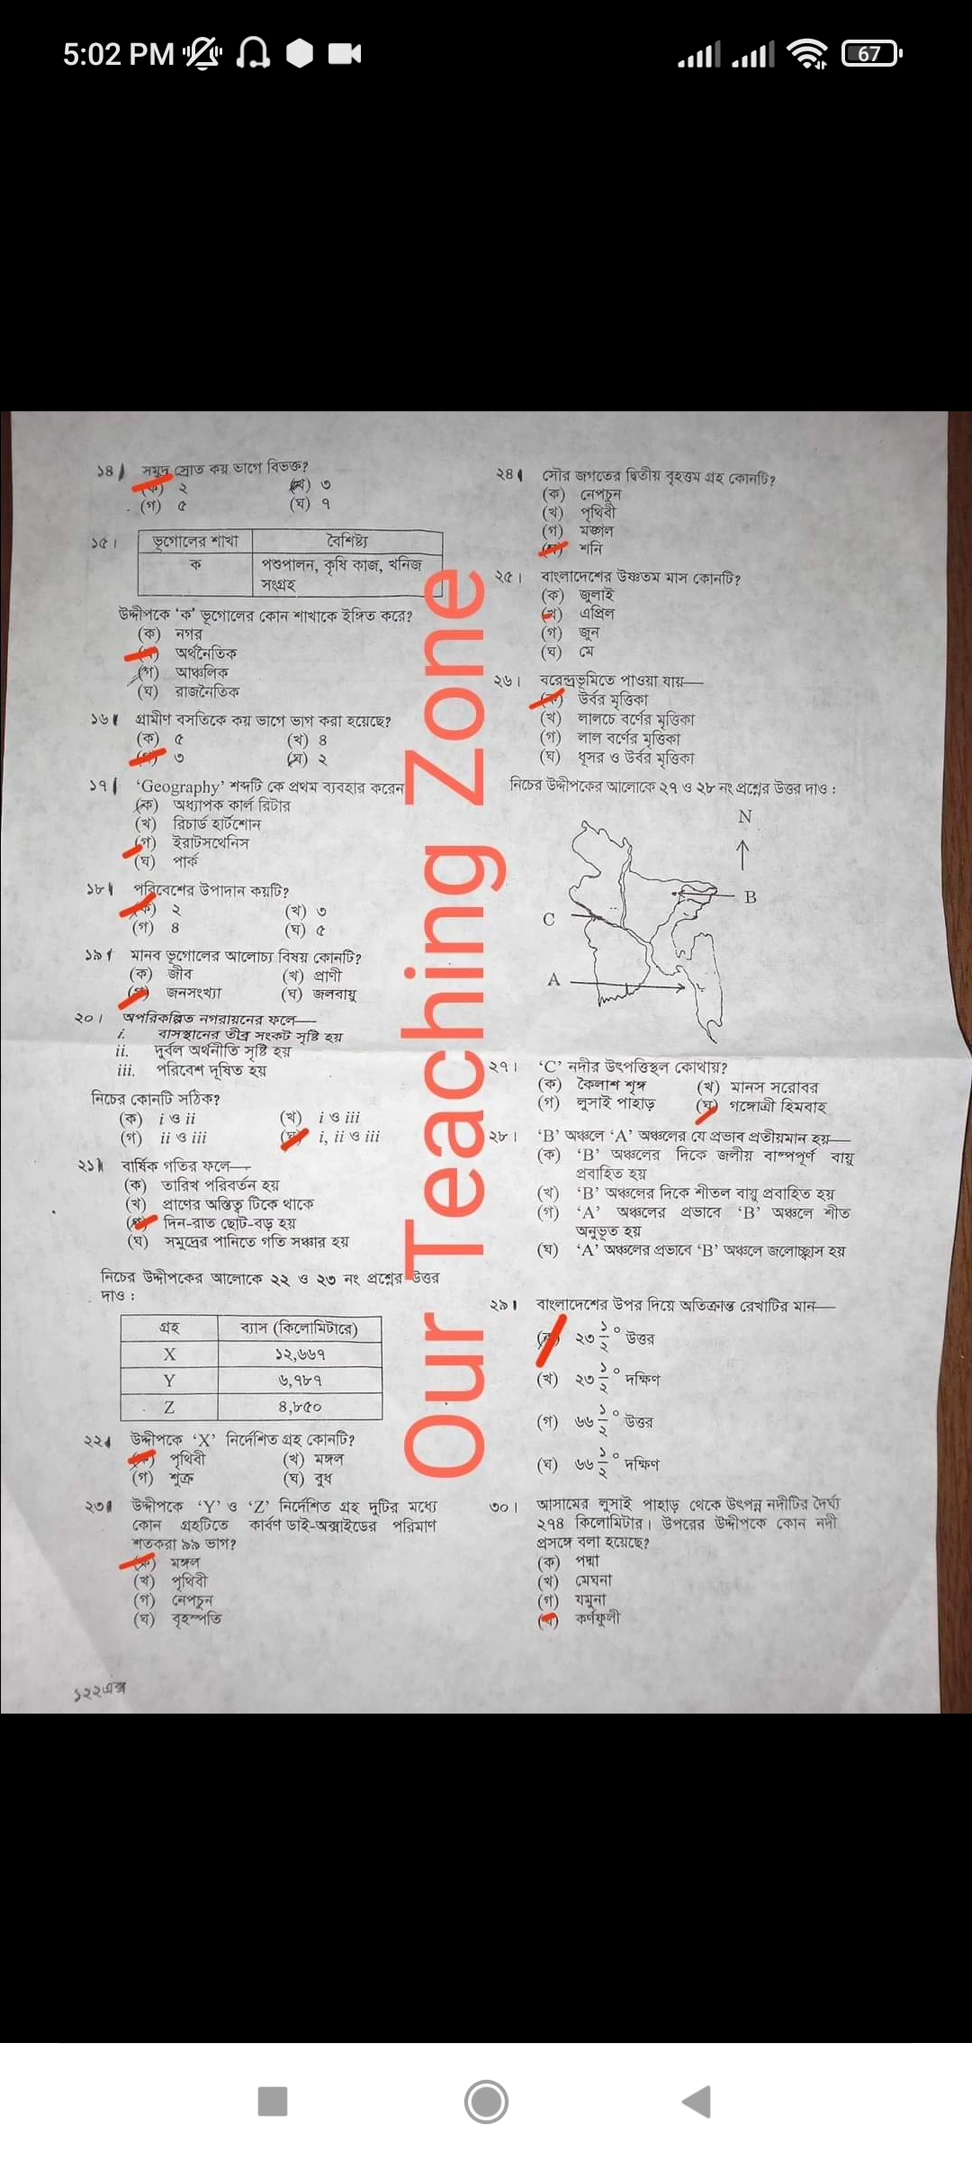 5:02 PM
67
১৪। সমুদ্র স্রোত কয় ভাগে বিভক্ত?
(ক) ২ (খ) ৩
(গ) ৫ (ঘ) ৭
১৫।
ভূগোলের শাখা বৈশিষ্ট্য
ক পশুপালন, কৃষি কাজ, খনিজ
সংগ্রহ
উদ্দীপকে ‘ক’ ভূগোলের কোন শাখাকে ইঙ্গিত করে?
(ক) নগর
(খ) অর্থনৈতিক
(গ) আঞ্চলিক
(ঘ) রাজনৈতিক
১৬। গ্রামীণ বসতিকে কয় ভাগে ভাগ করা হয়েছে?
(ক) ৫ (খ) ৪
(গ) ৩ (ঘ) ২
১৭। ‘Geography’ শব্দটি কে প্রথম ব্যবহার করেন
(ক) অধ্যাপক কার্ল রিটার
(খ) রিচার্ড হার্টশোন
(গ) ইরাটসথেনিস
(ঘ) পার্ক
১৮। পরিবেশের উপাদান কয়টি?
(ক) ২ (খ) ৩
(গ) ৪ (ঘ) ৫
১৯। মানব ভূগোলের আলোচ্য বিষয় কোনটি?
(ক) জীব (খ) প্রাণী
(গ) জনসংখ্যা (ঘ) জলবায়ু
২০। অপরিকল্পিত নগরায়নের ফলে—
i. বাসস্থানের তীব্র সংকট সৃষ্টি হয়
ii. দুর্বল অর্থনীতি সৃষ্টি হয়
iii. পরিবেশ দূষিত হয়
নিচের কোনটি সঠিক?
(ক) i ও ii (খ) i ও iii
(গ) ii ও iii (ঘ) i, ii ও iii
২১। বার্ষিক গতির ফলে—
(ক) তারিখ পরিবর্তন হয়
(খ) প্রাণের অস্তিত্ব টিকে থাকে
(গ) দিন-রাত ছোট-বড় হয়
(ঘ) সমুদ্রের পানিতে গতি সঞ্চার হয়
নিচের উদ্দীপকের আলোকে ২২ ও ২৩ নং প্রশ্নের উত্তর
দাও :
গ্রহ ব্যাস (কিলোমিটারে)
X ১২,৬৬৭
Y ৬,৭৮৭
Z ৪,৮৫০
২২। উদ্দীপকে ‘X’ নির্দেশিত গ্রহ কোনটি?
(ক) পৃথিবী (খ) মঙ্গল
(গ) শুক্র (ঘ) বুধ
২৩। উদ্দীপকে ‘Y’ ও ‘Z’ নির্দেশিত গ্রহ দুটির মধ্যে
কোন গ্রহটিতে কার্বণ ডাই-অক্সাইডের পরিমাণ
শতকরা ৯৯ ভাগ?
(ক) মঙ্গল
(খ) পৃথিবী
(গ) নেপচুন
(ঘ) বৃহস্পতি
১২২এক্স
Our Teaching Zone
২৪। সৌর জগতের দ্বিতীয় বৃহত্তম গ্রহ কোনটি?
(ক) নেপচুন
(খ) পৃথিবী
(গ) মঙ্গল
(ঘ) শনি
২৫। বাংলাদেশের উষ্ণতম মাস কোনটি?
(ক) জুলাই
(খ) এপ্রিল
(গ) জুন
(ঘ) মে
২৬। বরেন্দ্রভূমিতে পাওয়া যায়—
(ক) উর্বর মৃত্তিকা
(খ) লালচে বর্ণের মৃত্তিকা
(গ) লাল বর্ণের মৃত্তিকা
(ঘ) ধূসর ও উর্বর মৃত্তিকা
নিচের উদ্দীপকের আলোকে ২৭ ও ২৮ নং প্রশ্নের উত্তর দাও :
N
B
C
A
২৭। ‘C’ নদীর উৎপত্তিস্থল কোথায়?
(ক) কৈলাশ শৃঙ্গ (খ) মানস সরোবর
(গ) লুসাই পাহাড় (ঘ) গঙ্গোত্রী হিমবাহ
২৮। ‘B’ অঞ্চলে ‘A’ অঞ্চলের যে প্রভাব প্রতীয়মান হয়—
(ক) ‘B’ অঞ্চলের দিকে জলীয় বাষ্পপূর্ণ বায়ু
প্রবাহিত হয়
(খ) ‘B’ অঞ্চলের দিকে শীতল বায়ু প্রবাহিত হয়
(গ) ‘A’ অঞ্চলের প্রভাবে ‘B’ অঞ্চলে শীত
অনুভূত হয়
(ঘ) ‘A’ অঞ্চলের প্রভাবে ‘B’ অঞ্চলে জলোচ্ছ্বাস হয়
২৯। বাংলাদেশের উপর দিয়ে অতিক্রান্ত রেখাটির মান—
(ক) ২৩ ১/২° উত্তর
(খ) ২৩ ১/২° দক্ষিণ
(গ) ৬৬ ১/২° উত্তর
(ঘ) ৬৬ ১/২° দক্ষিণ
৩০। আসামের লুসাই পাহাড় থেকে উৎপন্ন নদীটির দৈর্ঘ্য
২৭৪ কিলোমিটার। উপরের উদ্দীপকে কোন নদী
প্রসঙ্গে বলা হয়েছে?
(ক) পদ্মা
(খ) মেঘনা
(গ) যমুনা
(ঘ) কর্ণফুলী